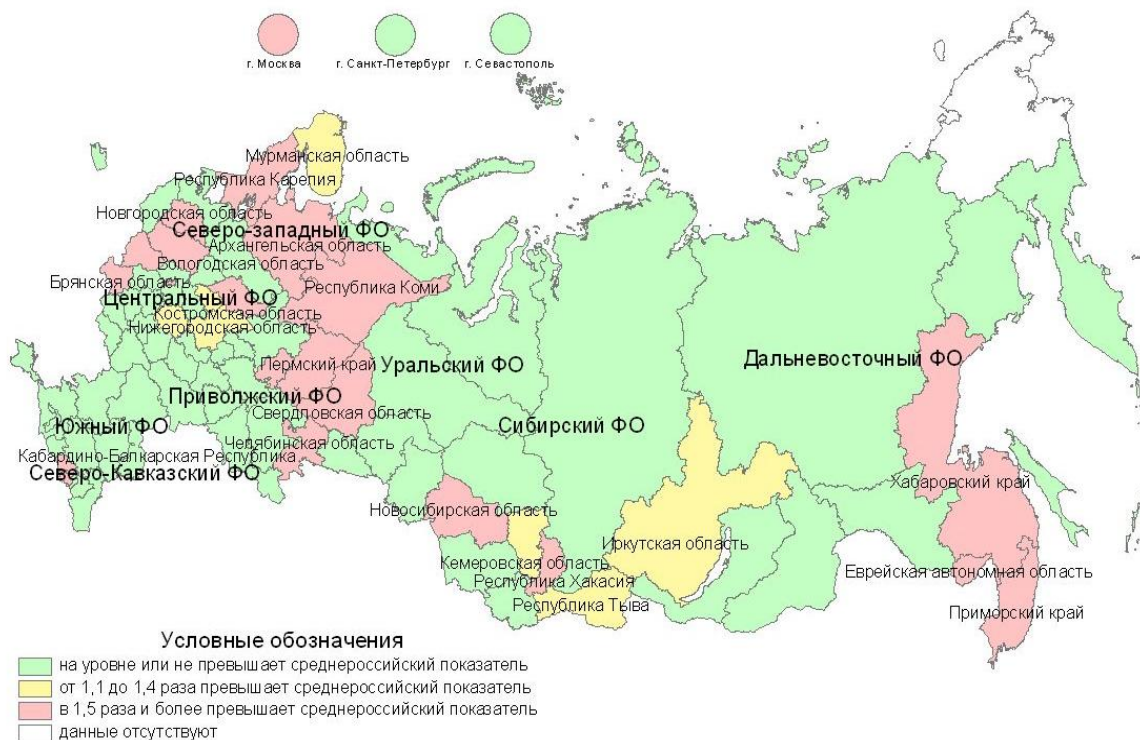 г. Москва
г. Санкт-Петербург
г. Севастополь
Мурманская область
Республика Карелия
Новгородская область
Северо-западный ФО
Архангельская область
Вологодская область
Брянская область
Республика Коми
Центральный ФО
Костромская область
Нижегородская область
Пермский край
Уральский ФО
Дальневосточный ФО
Приволжский ФО
Свердловская область
Сибирский ФО
Южный ФО
Челябинская область
Кабардино-Балкарская Республика
Северо-Кавказский ФО
Хабаровский край
Новосибирская область
Иркутская область
Кемеровская область
Республика Хакасия
Еврейская автономная область
Республика Тыва
Приморский край
Условные обозначения
на уровне или не превышает среднероссийский показатель
от 1,1 до 1,4 раза превышает среднероссийский показатель
в 1,5 раза и более превышает среднероссийский показатель
данные отсутствуют